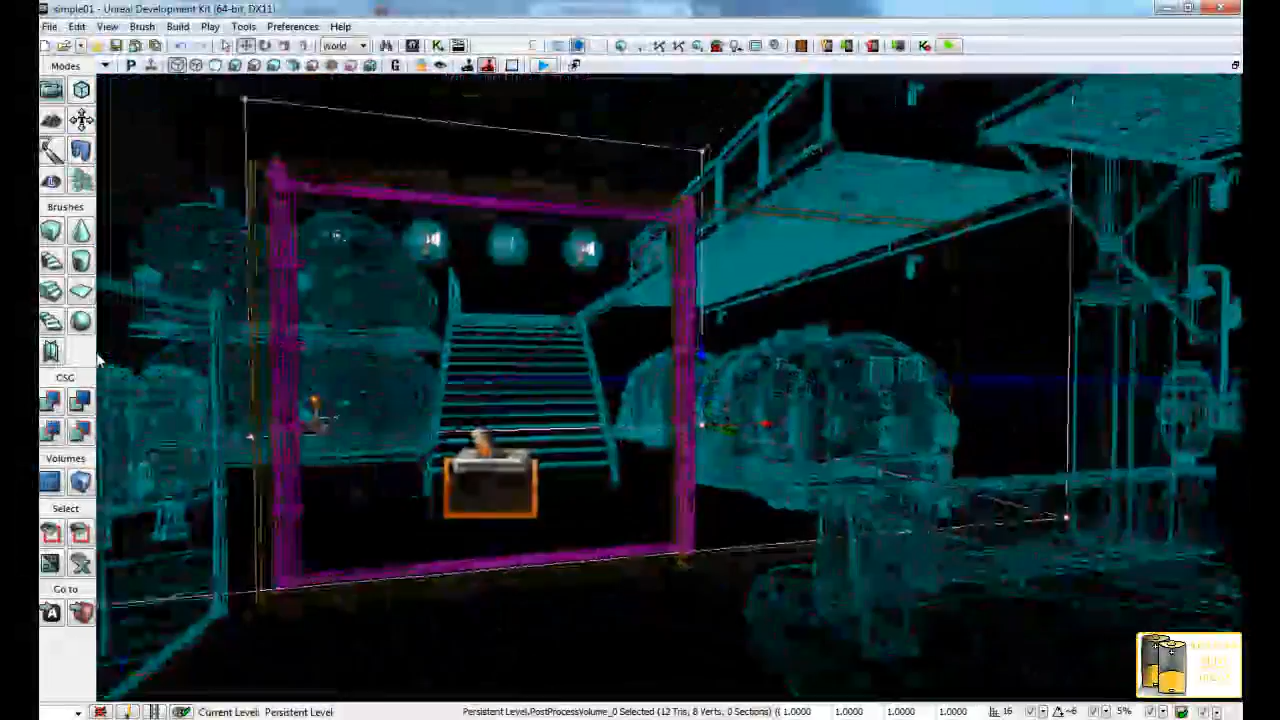 simple01 - Unreal Development Kit (64-bit, DX11)
File Edit View Brush Build Play Tools Preferences Help
world
Modes
P
G
Brushes
CSG
Volumes
Select
Go to
Current Level: Persistent Level
Persistent Level.PostProcessVolume_0 Selected (12 Tris, 8 Verts, 0 Sections)
1.0000 1.0000 1.0000 1.0000
16
5%